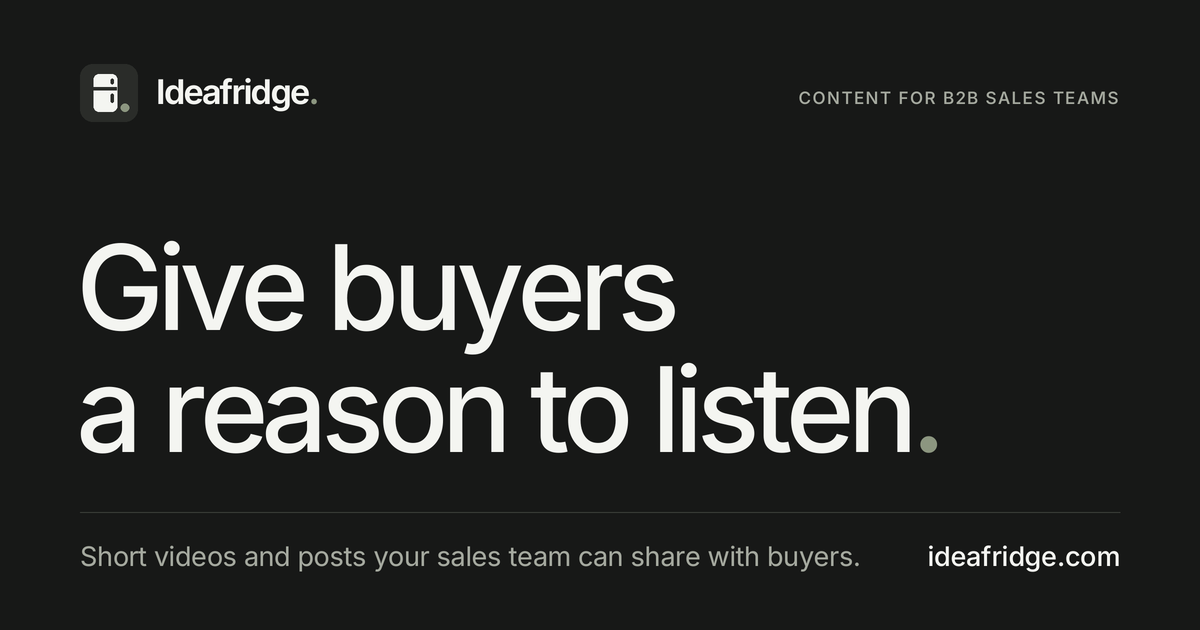 Ideafridge.
CONTENT FOR B2B SALES TEAMS
Give buyers
a reason to listen.
Short videos and posts your sales team can share with buyers.
ideafridge.com